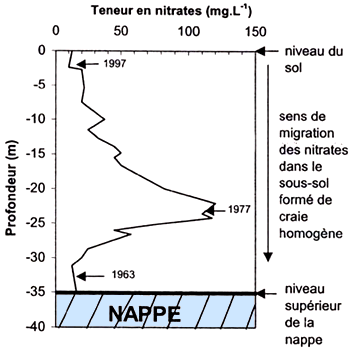 Teneur en nitrates (mg.L⁻¹)
0 50 100 150
Profondeur (m)
0
-5
-10
-15
-20
-25
-30
-35
-40
1997
1977
1963
NAPPE
niveau du
sol
sens de
migration
des nitrates
dans le
sous-sol
formé de
craie
homogène
niveau
supérieur
de la
nappe